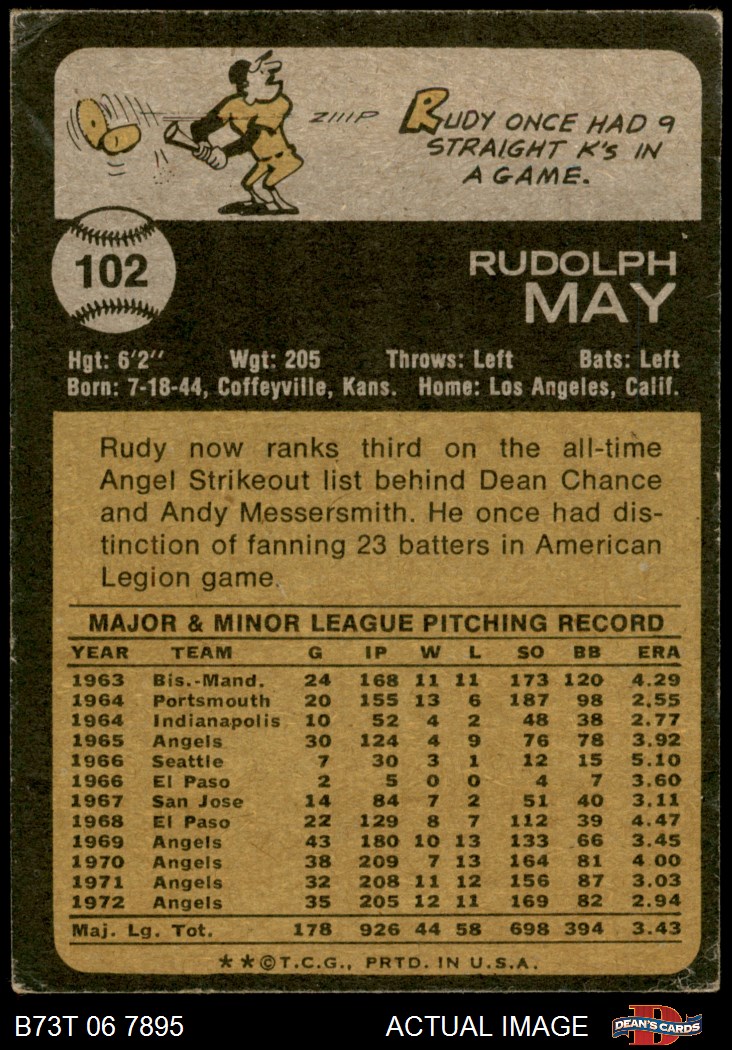 ZIIIP
RUDY ONCE HAD 9
STRAIGHT K'S IN
A GAME.
102
RUDOLPH
MAY
Hgt: 6'2" Wgt: 205 Throws: Left Bats: Left
Born: 7-18-44, Coffeyville, Kans. Home: Los Angeles, Calif.
Rudy now ranks third on the all-time
Angel Strikeout list behind Dean Chance
and Andy Messersmith. He once had dis-
tinction of fanning 23 batters in American
Legion game.
MAJOR & MINOR LEAGUE PITCHING RECORD
YEAR TEAM G IP W L SO BB ERA
1963 Bis.-Mand. 24 168 11 11 173 120 4.29
1964 Portsmouth 20 155 13 6 187 98 2.55
1964 Indianapolis 10 52 4 2 48 38 2.77
1965 Angels 30 124 4 9 76 78 3.92
1966 Seattle 7 30 3 1 12 15 5.10
1966 El Paso 2 5 0 0 4 7 3.60
1967 San Jose 14 84 7 2 51 40 3.11
1968 El Paso 22 129 8 7 112 39 4.47
1969 Angels 43 180 10 13 133 66 3.45
1970 Angels 38 209 7 13 164 81 4 00
1971 Angels 32 208 11 12 156 87 3.03
1972 Angels 35 205 12 11 169 82 2.94
Maj. Lg. Tot. 178 926 44 58 698 394 3.43
**©T.C.G., PRTD. IN U.S.A.
B73T 06 7895 ACTUAL IMAGE D DEAN'S CARDS